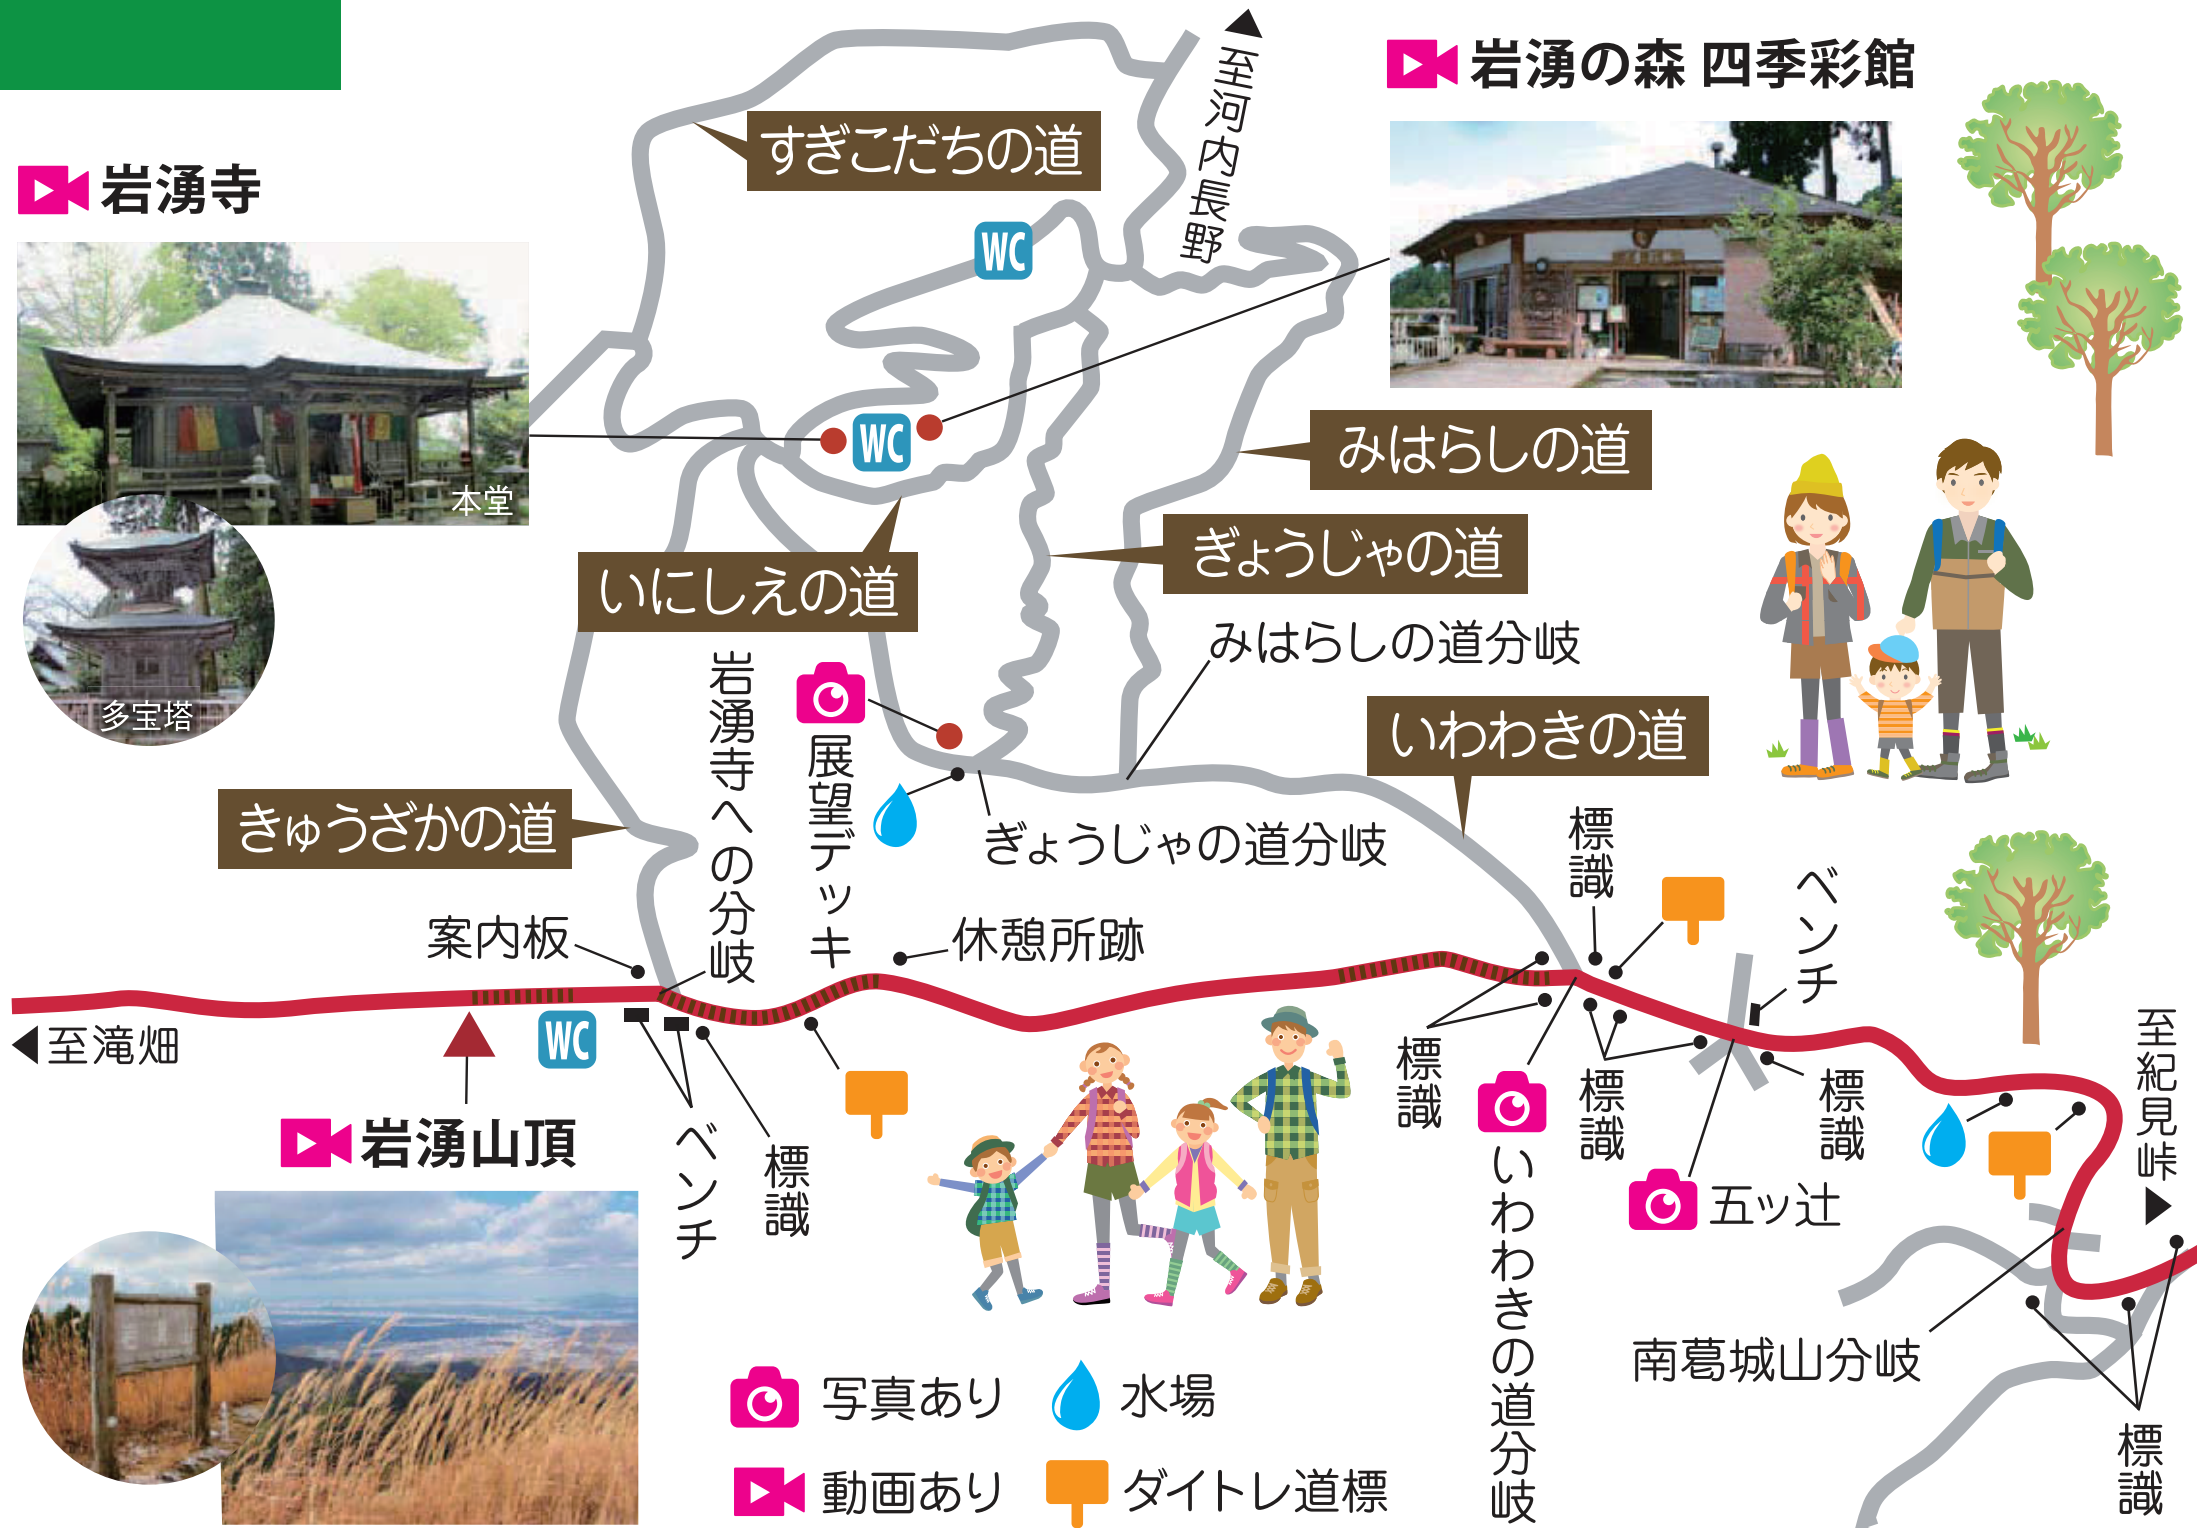 至河内長野
岩湧の森 四季彩館
すぎこだちの道
岩湧寺
WC
本堂
多宝塔
WC
みはらしの道
ぎょうじゃの道
いにしえの道
みはらしの道分岐
いわわきの道
岩湧寺への分岐
展望デッキ
きゅうざかの道
ぎょうじゃの道分岐
標識
ベンチ
案内板
休憩所跡
至滝畑
WC
至紀見峠
標識
標識
標識
岩湧山頂
ベンチ
標識
五ッ辻
いわわきの道分岐
南葛城山分岐
標識
写真あり
水場
動画あり
ダイトレ道標